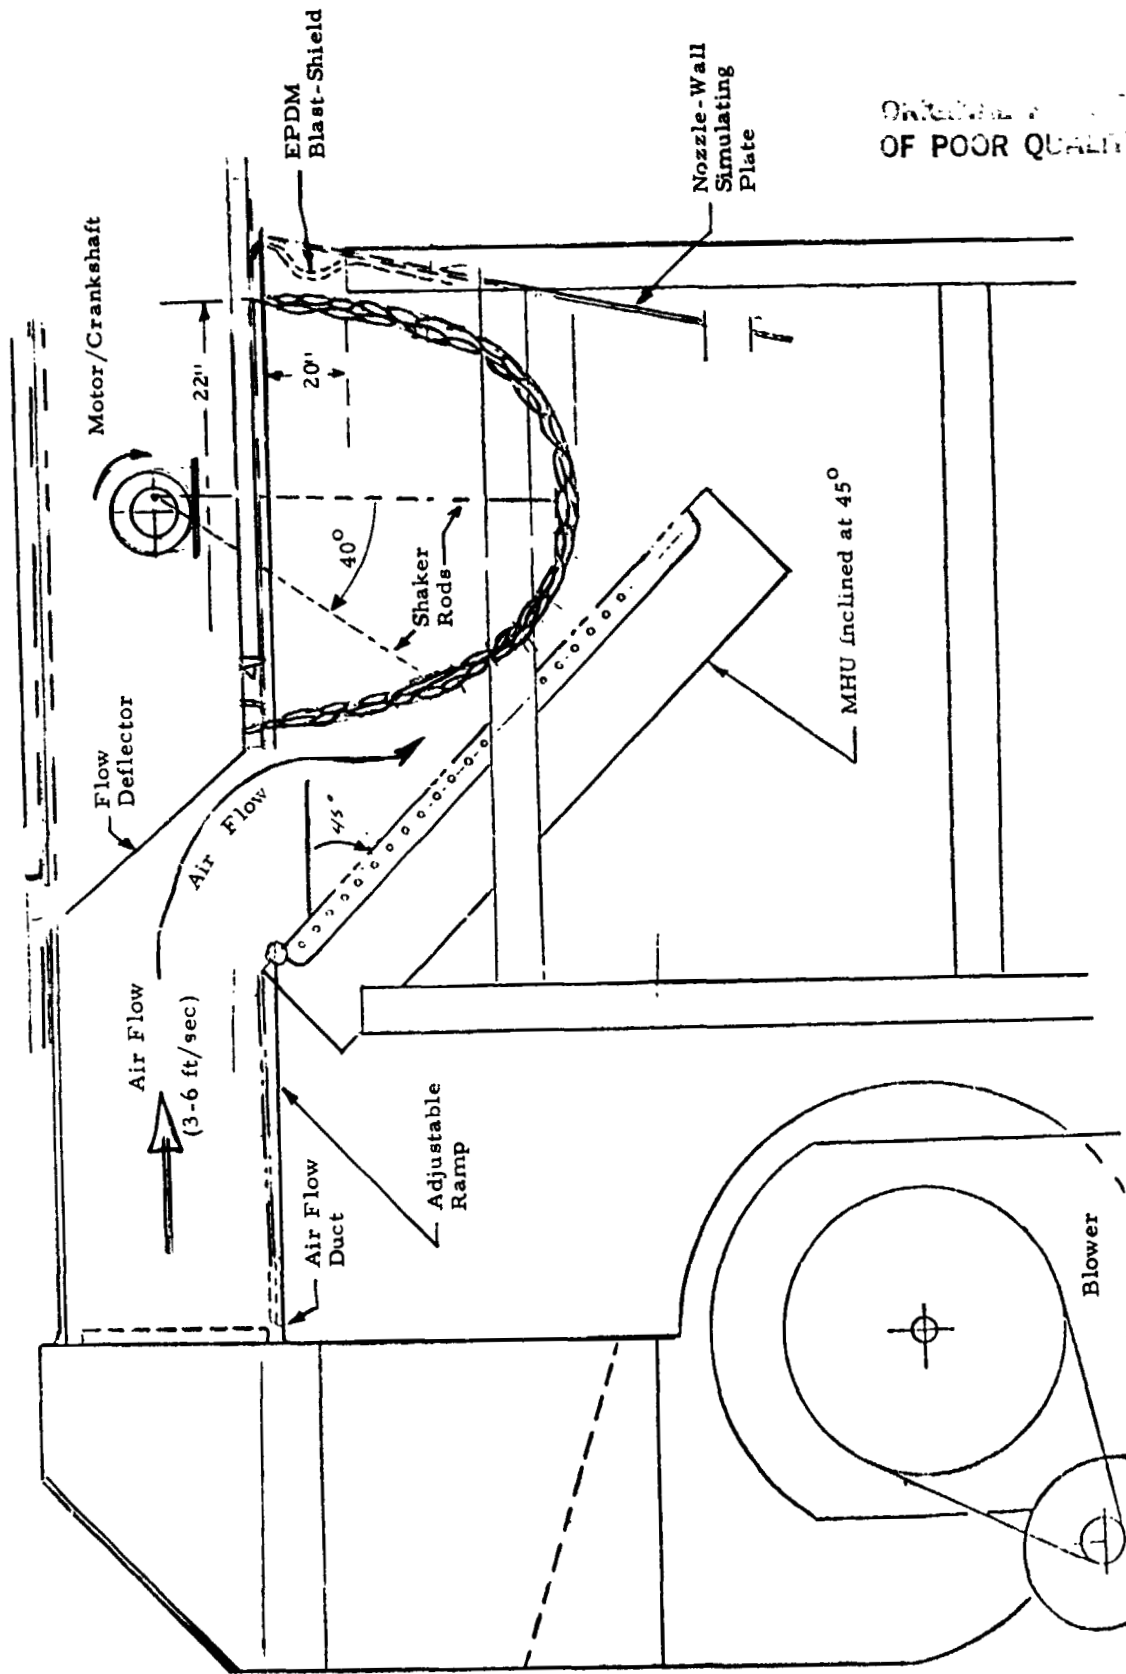 Motor/Crankshaft
22"
20"
40°
Shaker
Rods
EPDM
Blast-Shield
Nozzle-Wall
Simulating
Plate
Flow
Deflector
Air Flow
45°
MHU inclined at 45°
Air Flow
(3-6 ft/sec)
Adjustable
Ramp
Air Flow
Duct
Blower
OF POOR